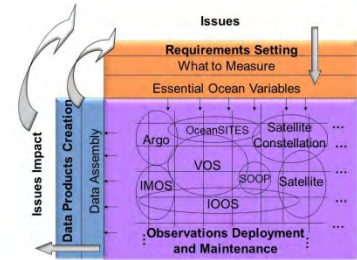 Issues
Requirements Setting
What to Measure
Essential Ocean Variables
Issues Impact
Data Products Creation
Data Assembly
Argo
OceanSITES
Satellite
Constellation
...
VOS
...
IMOS
SOOP
Satellite
...
IOOS
...
Observations Deployment
and Maintenance